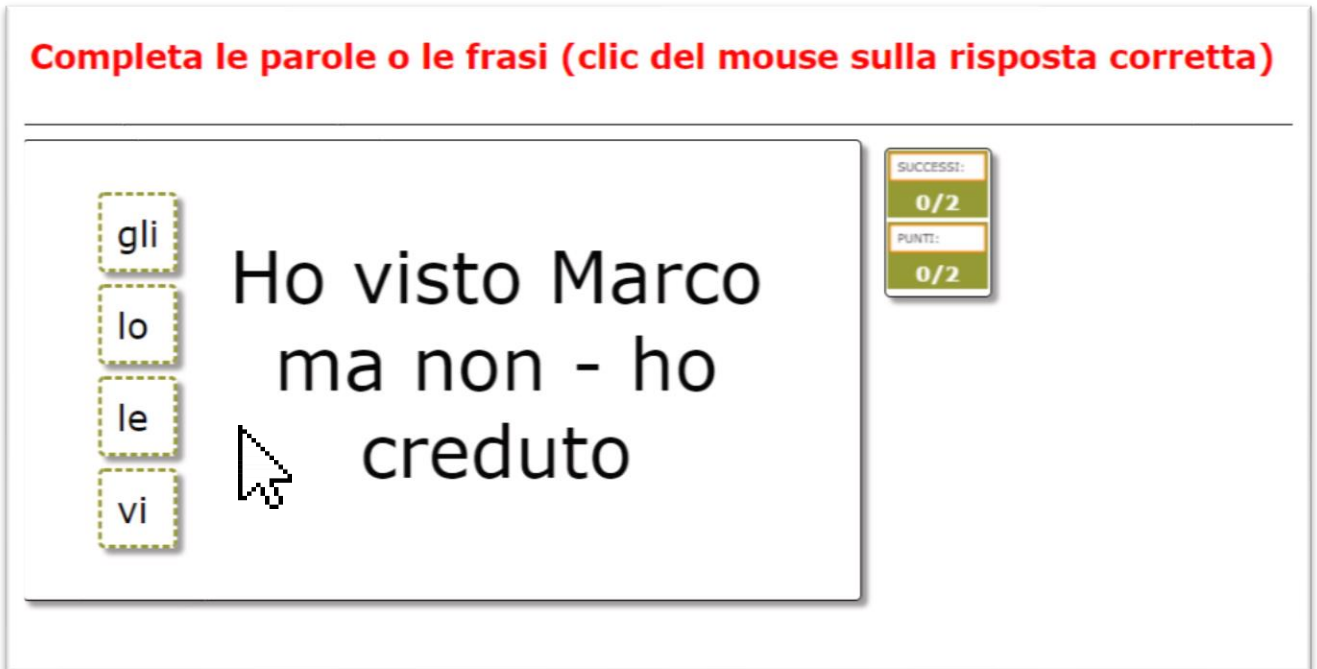 Completa le parole o le frasi (clic del mouse sulla risposta corretta)
gli
lo
le
vi
Ho visto Marco
ma non - ho
creduto
SUCCESSI:
0/2
PUNTI:
0/2